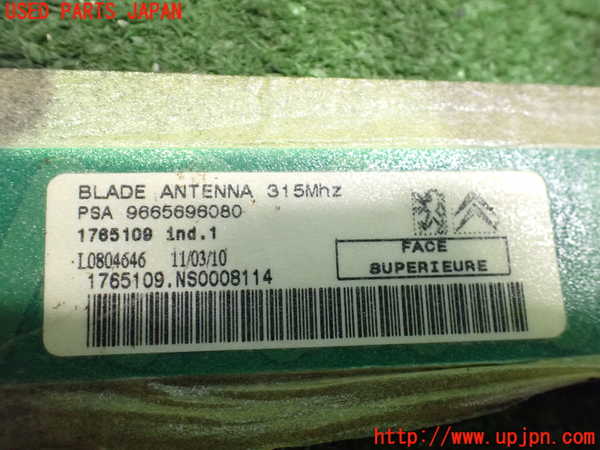 USED PARTS JAPAN
BLADE ANTENNA 315Mhz
PSA 9665696080
1765109 ind.1
L0804646 11/03/10
1765109.NS0008114
FACE
SUPERIEURE
http://www.upjpn.com/